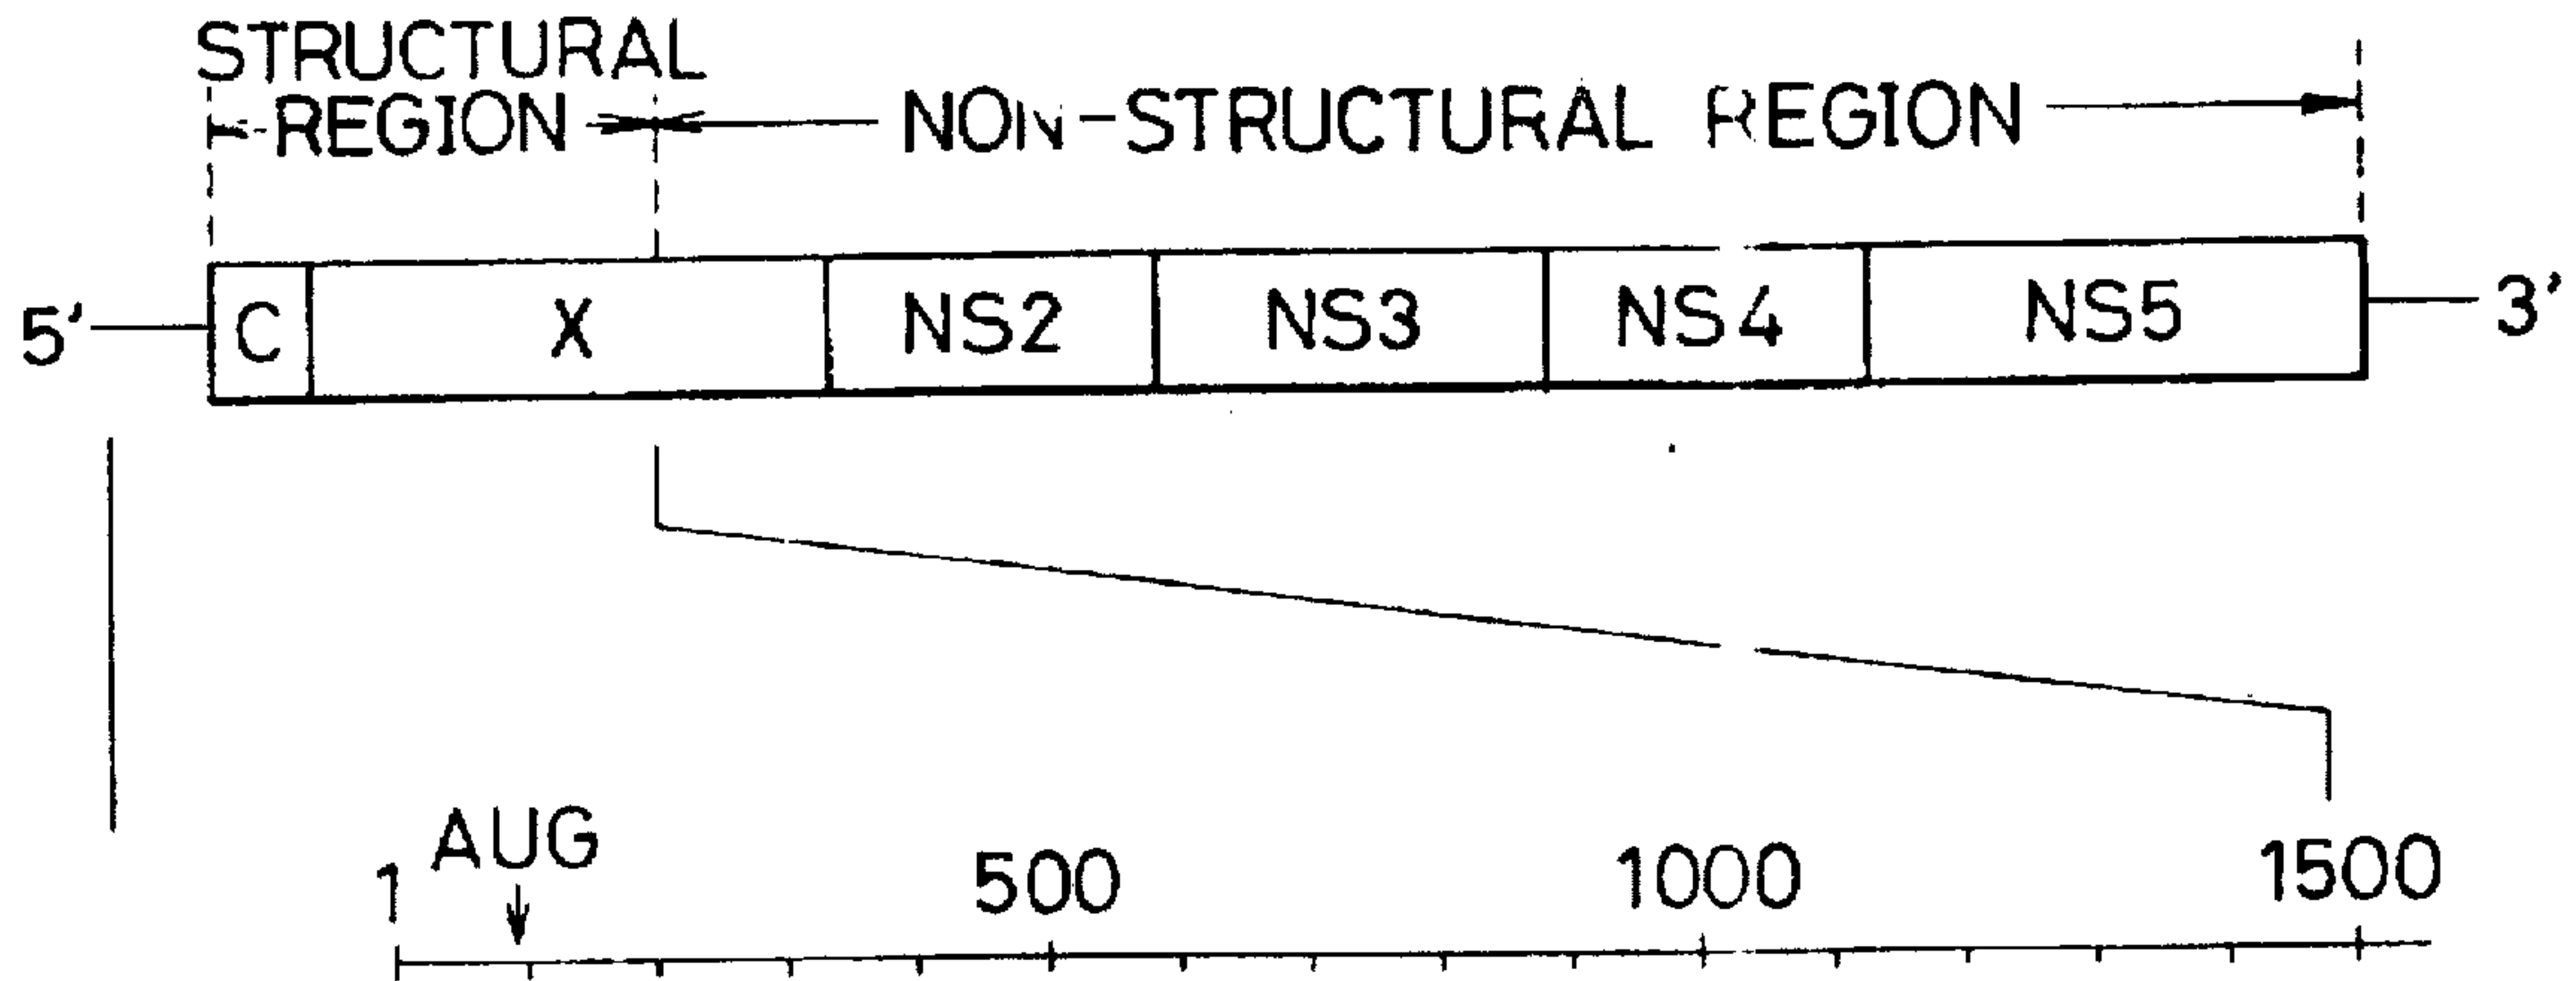 STRUCTURAL
REGION
NON-STRUCTURAL REGION
5' C X NS2 NS3 NS4 NS5 3'
1 AUG 500 1000 1500